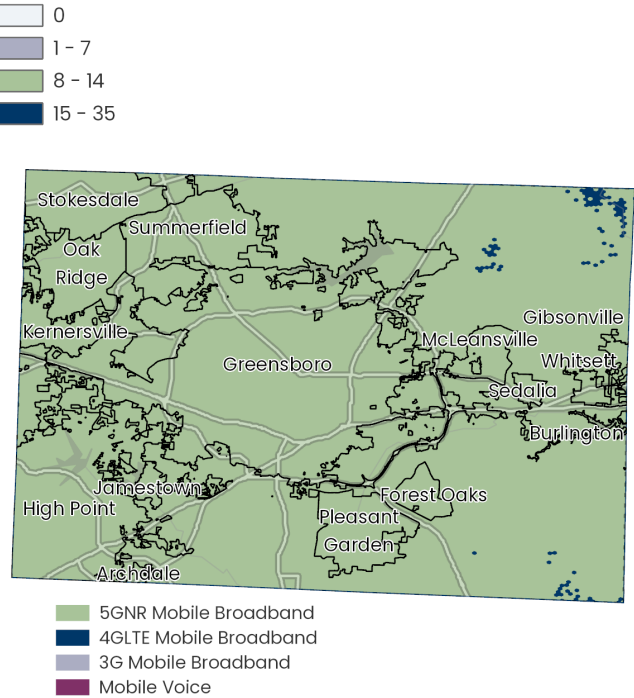 0
1 - 7
8 - 14
15 - 35
Stokesdale
Summerfield
Oak
Ridge
Gibsonville
Kernersville
McLeansville
Whitsett
Greensboro
Sedalia
Burlington
Jamestown
Forest Oaks
High Point
Pleasant
Garden
Archdale
5GNR Mobile Broadband
4GLTE Mobile Broadband
3G Mobile Broadband
Mobile Voice